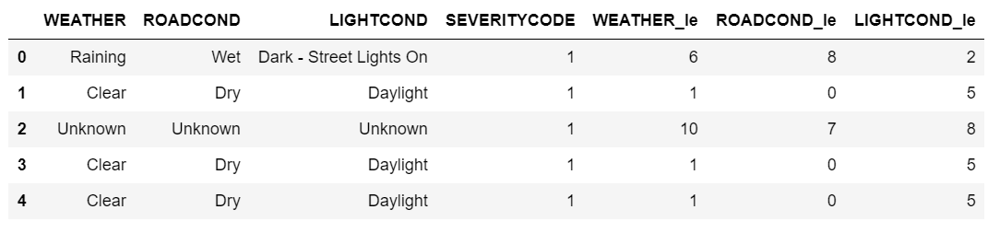 WEATHER ROADCOND LIGHTCOND SEVERITYCODE WEATHER_le ROADCOND_le LIGHTCOND_le
0 Raining Wet Dark - Street Lights On 1 6 8 2
1 Clear Dry Daylight 1 1 0 5
2 Unknown Unknown Unknown 1 10 7 8
3 Clear Dry Daylight 1 1 0 5
4 Clear Dry Daylight 1 1 0 5